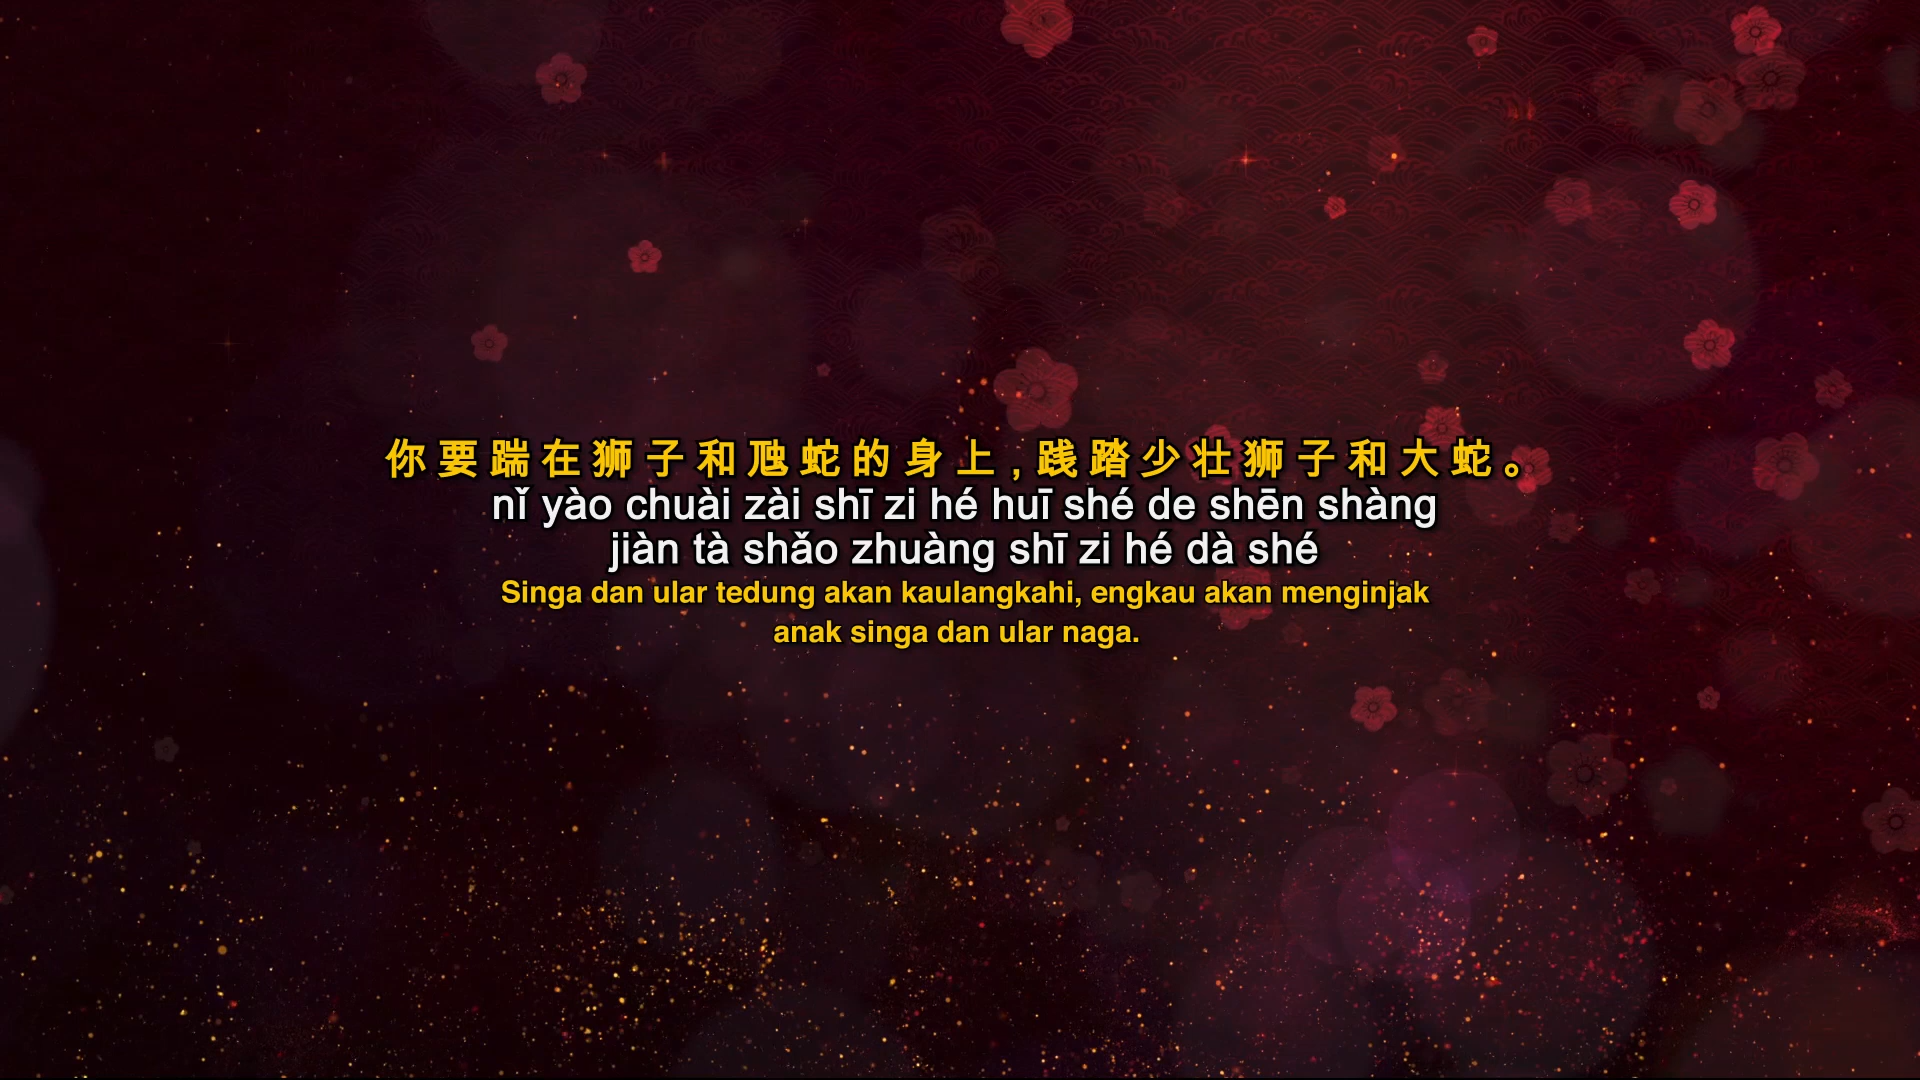 你要踹在狮子和虺蛇的身上，践踏少壮狮子和大蛇。
nǐ yào chuài zài shī zi hé huī shé de shēn shàng
jiàn tà shǎo zhuàng shī zi hé dà shé
Singa dan ular tedung akan kaulangkahi, engkau akan menginjak
anak singa dan ular naga.